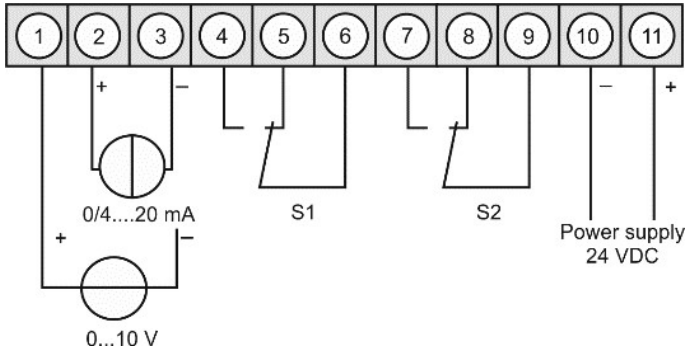 1 2 3 4 5 6 7 8 9 10 11
+ – – +
0/4....20 mA
S1 S2
+ –
Power supply
24 VDC
0...10 V